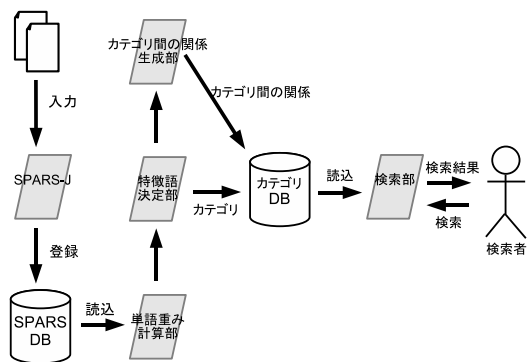 カテゴリ間の関係
生成部
カテゴリ間の関係
入力
SPARS-J
特徴語
決定部
カテゴリ
カテゴリ
DB
読込
検索部
検索結果
検索
検索者
登録
SPARS
DB
読込
単語重み
計算部